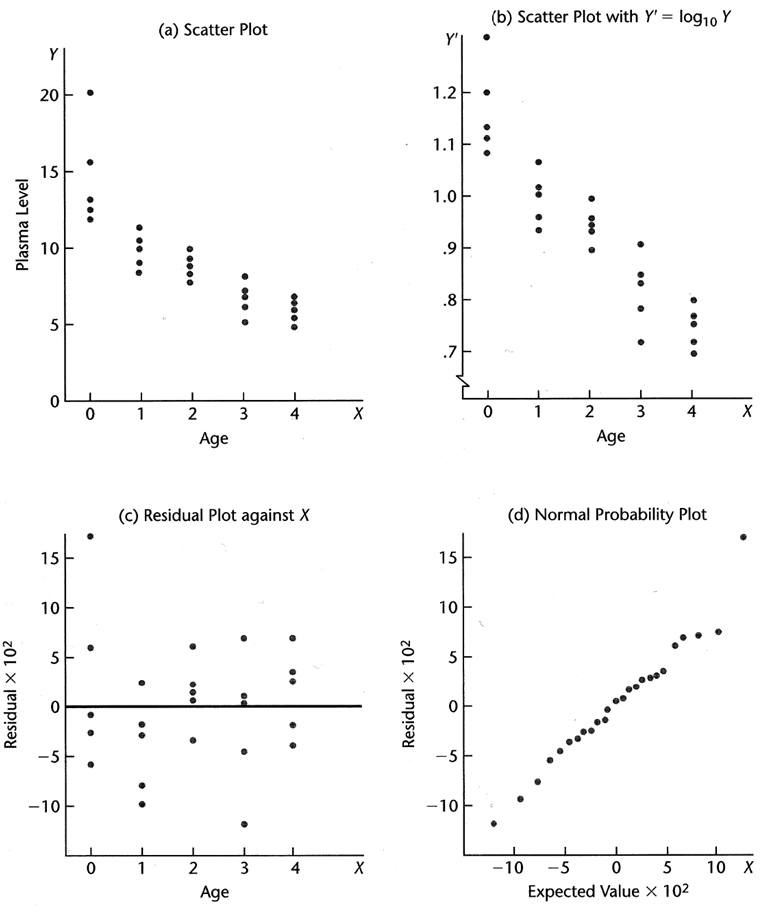 (a) Scatter Plot
Y
20
15
10
5
0
Plasma Level
0 1 2 3 4 X
Age
(b) Scatter Plot with Y' = log10 Y
Y'
1.2
1.1
1.0
.9
.8
.7
0 1 2 3 4 X
Age
(c) Residual Plot against X
15
10
5
0
−5
−10
Residual × 10²
0 1 2 3 4 X
Age
(d) Normal Probability Plot
15
10
5
0
−5
−10
Residual × 10²
−10 −5 0 5 10 X
Expected Value × 10²